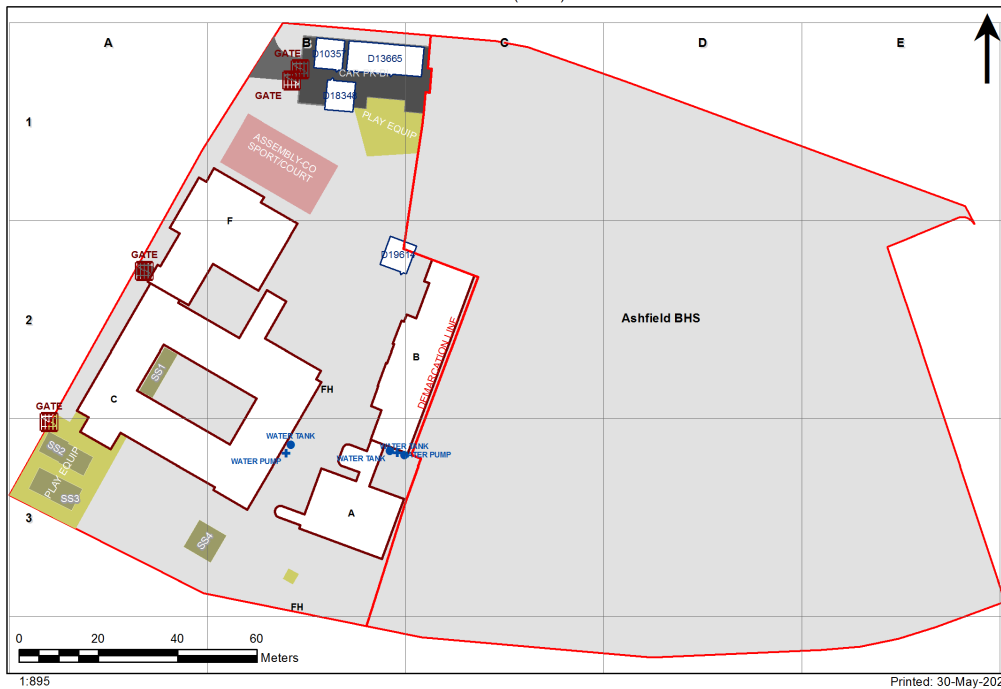 A
B
C
D
E
GATE
D10357
D13665
CAR PARK
GATE
D18348
1
PLAY EQUIP
ASSEMBLY-CO
SPORT/COURT
F
D19614
GATE
2
Ashfield BHS
B
DEMARCATION LINE
SS1
FH
C
GATE
WATER TANK
WATER TANK
WATER PUMP
WATER TANK
WATER PUMP
SS2
PLAY EQUIP
SS3
3
A
SS4
FH
0 20 40 60
Meters
1:895
Printed: 30-May-202